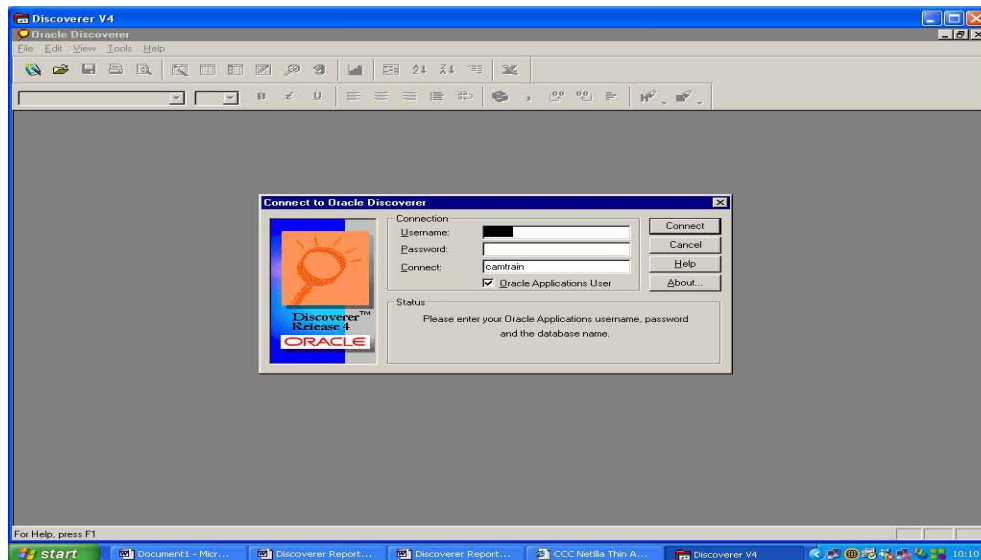 Discoverer V4
Oracle Discoverer
File Edit View Tools Help
B I U
Connect to Oracle Discoverer
Connection
Username:
Password:
Connect: camtrain
Oracle Applications User
Connect
Cancel
Help
About...
Discoverer™
Release 4
ORACLE
Status
Please enter your Oracle Applications username, password
and the database name.
For Help, press F1
start Document1 - Micr... Discoverer Report... Discoverer Report... CCC Netilla Thin A... Discoverer V4 10:10